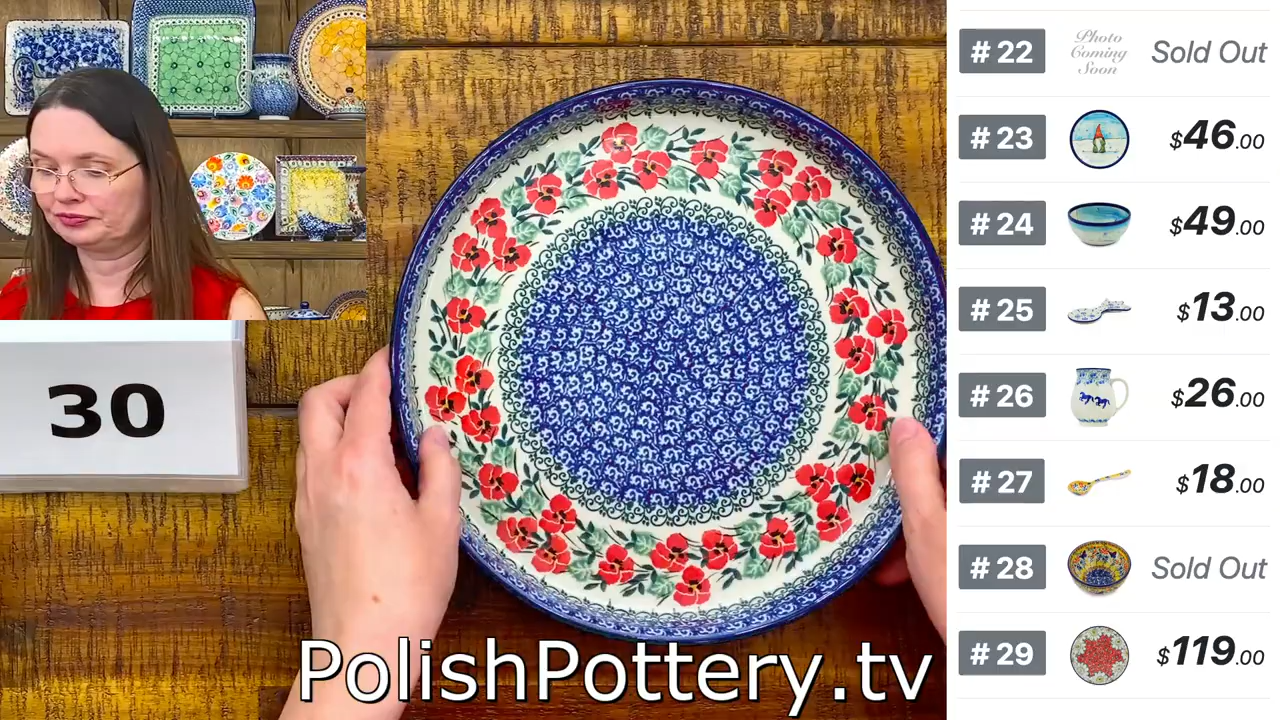 30
PolishPottery.tv
# 22 Photo Coming Soon Sold Out
# 23 $46.00
# 24 $49.00
# 25 $13.00
# 26 $26.00
# 27 $18.00
# 28 Sold Out
# 29 $119.00